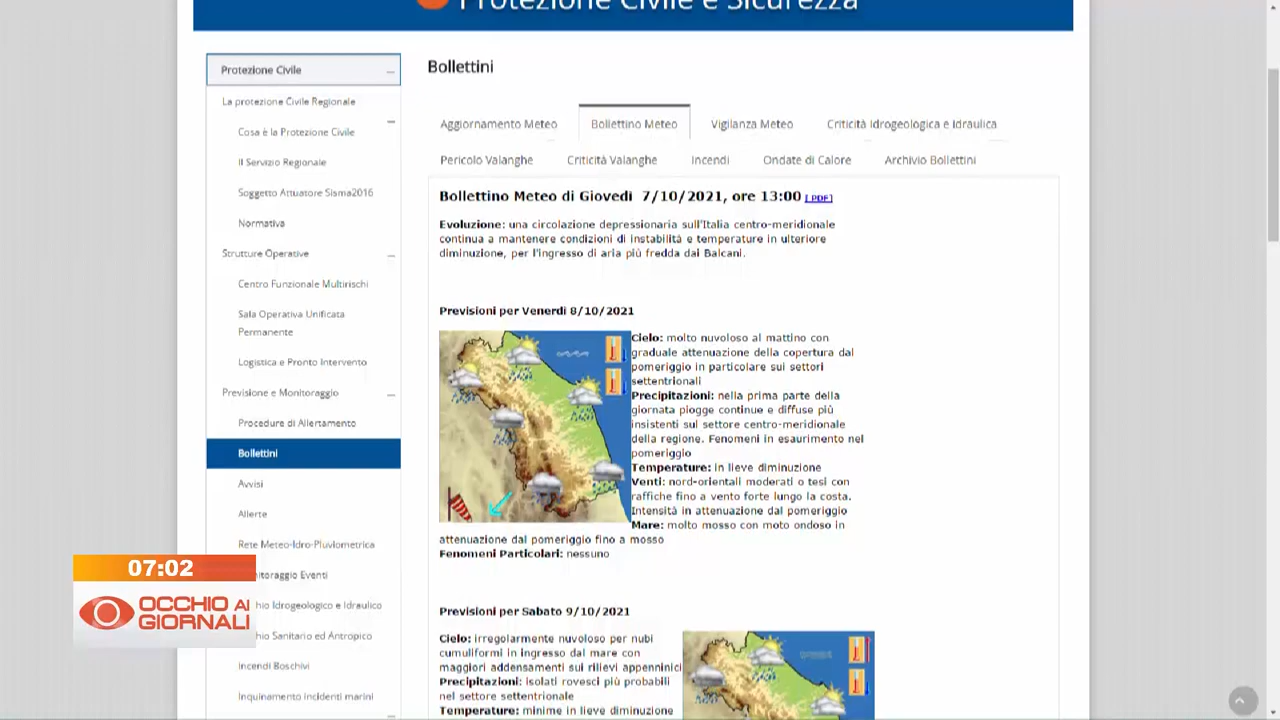 Protezione Civile e Sicurezza
Protezione Civile
La protezione Civile Regionale
Cosa è la Protezione Civile
Il Servizio Regionale
Soggetto Attuatore Sisma2016
Normativa
Strutture Operative
Centro Funzionale Multirischi
Sala Operativa Unificata
Permanente
Logistica e Pronto Intervento
Previsione e Monitoraggio
Procedure di Allertamento
Bollettini
Avvisi
Allerte
Rete Meteo-Idro-Pluviometrica
nitoraggio Eventi
hio Idrogeologico e Idraulico
hio Sanitario ed Antropico
Incendi Boschivi
Inquinamento incidenti marini
07:02
OCCHIO AI
GIORNALI
Bollettini
Aggiornamento Meteo
Bollettino Meteo
Vigilanza Meteo
Criticità Idrogeologica e Idraulica
Pericolo Valanghe
Criticità Valanghe
Incendi
Ondate di Calore
Archivio Bollettini
Bollettino Meteo di Giovedì 7/10/2021, ore 13:00 [PDF]
Evoluzione: una circolazione depressionaria sull'Italia centro-meridionale
continua a mantenere condizioni di instabilità e temperature in ulteriore
diminuzione, per l'ingresso di aria più fredda dai Balcani.
Previsioni per Venerdì 8/10/2021
Cielo: molto nuvoloso al mattino con
graduale attenuazione della copertura dal
pomeriggio in particolare sui settori
settentrionali
Precipitazioni: nella prima parte della
giornata piogge continue e diffuse più
insistenti sul settore centro-meridionale
della regione. Fenomeni in esaurimento nel
pomeriggio
Temperature: in lieve diminuzione
Venti: nord-orientali moderati o tesi con
raffiche fino a vento forte lungo la costa.
Intensità in attenuazione dal pomeriggio
Mare: molto mosso con moto ondoso in
attenuazione dal pomeriggio fino a mosso
Fenomeni Particolari: nessuno
Previsioni per Sabato 9/10/2021
Cielo: irregolarmente nuvoloso per nubi
cumuliformi in ingresso dal mare con
maggiori addensamenti sui rilievi appenninici
Precipitazioni: isolati rovesci più probabili
nel settore settentrionale
Temperature: minime in lieve diminuzione